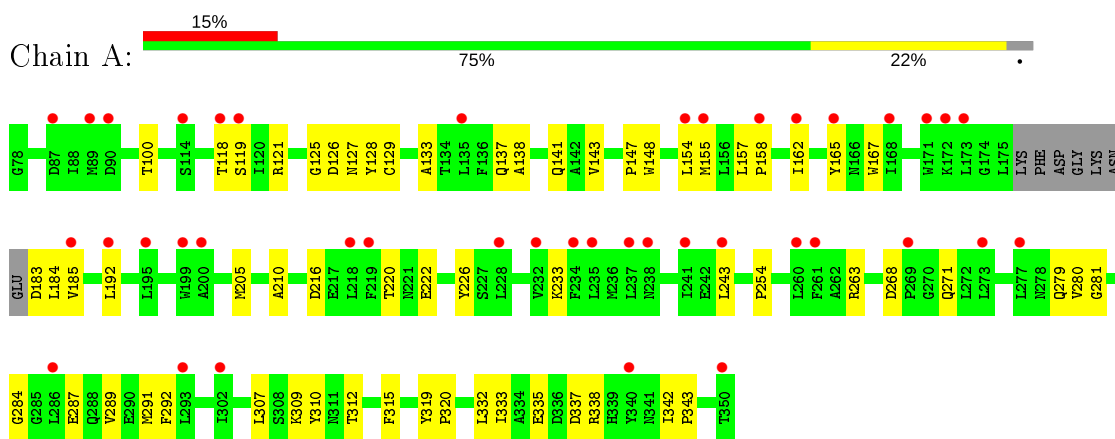 15%
Chain A:
75% 22% •
G78 D87 I88 M89 D90 T100 S114 T118 S119 I120 R121 G125 D126 N127 Y128 C129 A133 T134 L135 F136 Q137 A138 Q141 A142 V143 P147 W148 L154 M155 L156 L157 P158 I162 Y165 N166 W167 I168 W171 K172 L173 G174 L175 LYS PHE ASP GLY LYS ASN
GLU D183 L184 V185 L192 L195 W199 A200 M205 A210 D216 E217 L218 F219 T220 N221 E222 Y226 S227 L228 V232 K233 F234 L235 M236 L237 N238 I241 E242 L243 P254 L260 F261 A262 R263 D268 P269 G270 Q271 L272 L273 L277 N278 Q279 V280 G281
G284 G285 L286 E287 Q288 V289 E290 M291 F292 L293 I302 L307 S308 K309 Y310 N311 T312 F315 Y319 P320 L332 I333 A334 E335 D336 D337 R338 H339 Y340 N341 I342 P343 T350